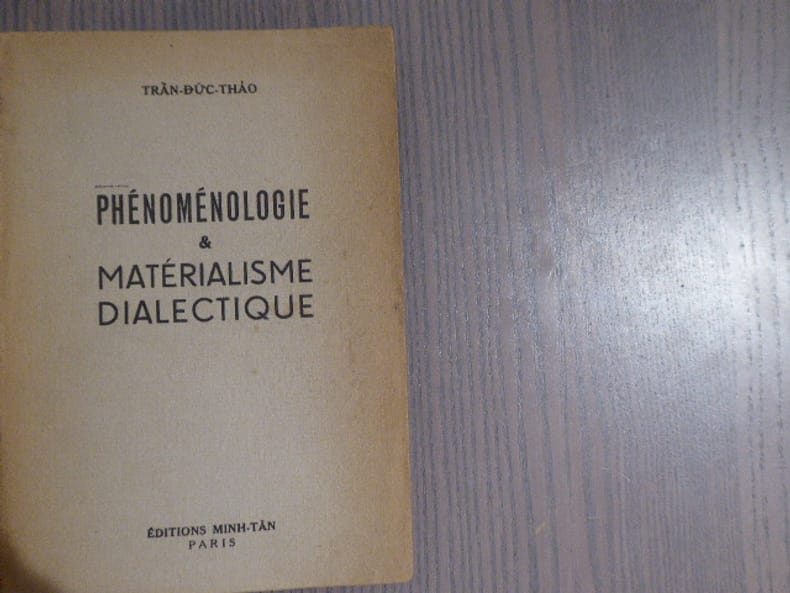 TRẦN-ĐỨC-THẢO
PHÉNOMÉNOLOGIE
&
MATÉRIALISME
DIALECTIQUE
ÉDITIONS MINH-TÂN
PARIS